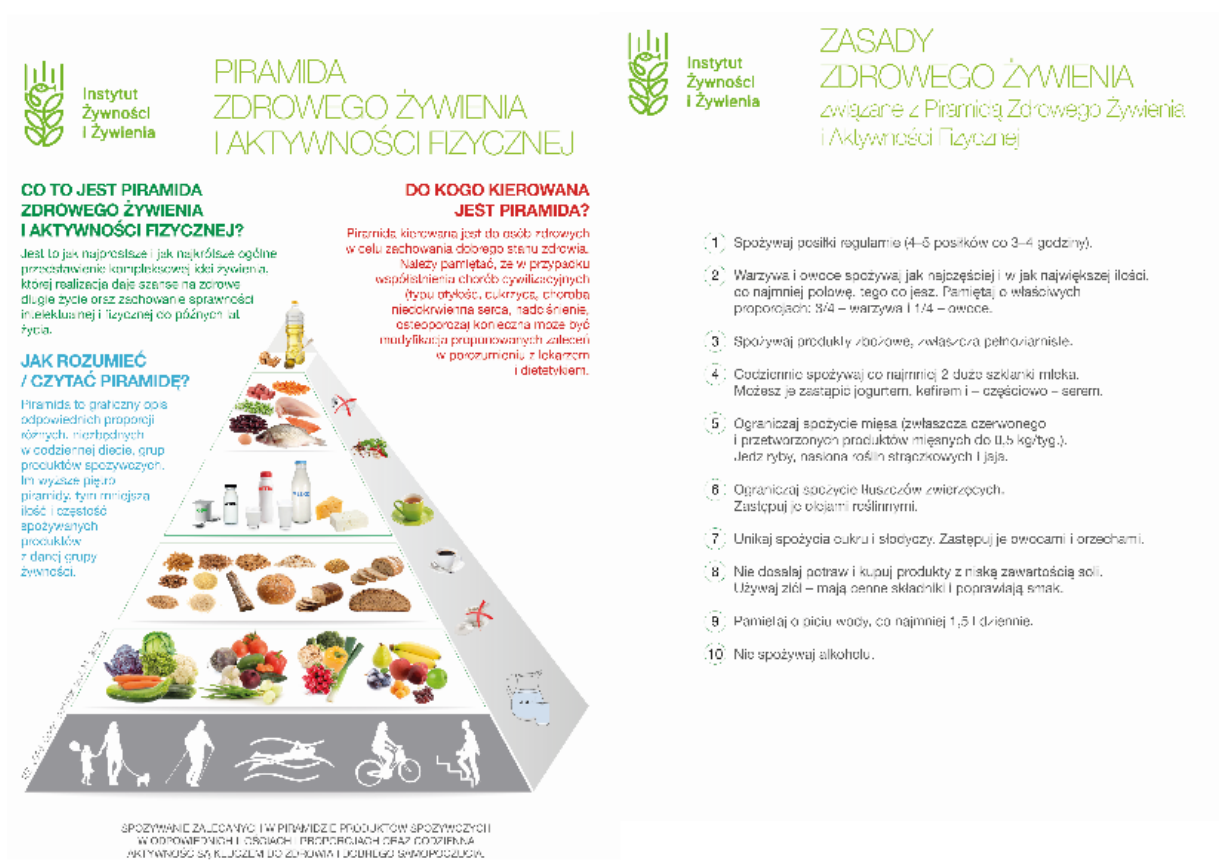 Instytut
Żywności
i Żywienia
PIRAMIDA
ZDROWEGO ŻYWIENIA
I AKTYWNOŚCI FIZYCZNEJ
CO TO JEST PIRAMIDA
ZDROWEGO ŻYWIENIA
I AKTYWNOŚCI FIZYCZNEJ?
Jest to jak najprostsze i jak najkrótsze ogólne
przedstawienie kompleksowej idei żywienia,
której realizacja daje szansę na zdrowe
długie życie oraz zachowanie sprawności
intelektualnej i fizycznej do późnych lat
życia.
JAK ROZUMIEĆ
/ CZYTAĆ PIRAMIDĘ?
Piramida to graficzny opis
odpowiednich proporcji
różnych, niezbędnych
w codziennej diecie, grup
produktów spożywczych.
Im wyższe piętro
piramidy, tym mniejsza
ilość i częstość
spożywanych
produktów
z danej grupy
żywności.
DO KOGO KIEROWANA
JEST PIRAMIDA?
Piramida kierowana jest do osób zdrowych
w celu zachowania dobrego stanu zdrowia.
Należy pamiętać, że w przypadku
współistnienia chorób cywilizacyjnych
(typu otyłość, cukrzyca, choroba
niedokrwienna serca, nadciśnienie,
osteoporoza) konieczna może być
modyfikacja proponowanych zaleceń
w porozumieniu z lekarzem
i dietetykiem.
SPOŻYWANIE ZALECANYCH W PIRAMIDZIE PRODUKTÓW SPOŻYWCZYCH
W ODPOWIEDNICH ILOŚCIACH I PROPORCJACH ORAZ CODZIENNA
AKTYWNOŚĆ SĄ KLUCZEM DO ZDROWIA I DOBREGO SAMOPOCZUCIA.
Instytut
Żywności
i Żywienia
ZASADY
ZDROWEGO ŻYWIENIA
związane z Piramidą Zdrowego Żywienia
i Aktywności Fizycznej
1 Spożywaj posiłki regularnie (4–5 posiłków co 3–4 godziny).
2 Warzywa i owoce spożywaj jak najczęściej i w jak największej ilości,
co najmniej połowę, tego co jesz. Pamiętaj o właściwych
proporcjach: 3/4 – warzywa i 1/4 – owoce.
3 Spożywaj produkty zbożowe, zwłaszcza pełnoziarniste.
4 Codziennie spożywaj co najmniej 2 duże szklanki mleka.
Możesz je zastąpić jogurtem, kefirem i – częściowo – serem.
5 Ograniczaj spożycie mięsa (zwłaszcza czerwonego
i przetworzonych produktów mięsnych do 0,5 kg/tyg.).
Jedz ryby, nasiona roślin strączkowych i jaja.
6 Ograniczaj spożycie tłuszczów zwierzęcych.
Zastępuj je olejami roślinnymi.
7 Unikaj spożycia cukru i słodyczy. Zastępuj je owocami i orzechami.
8 Nie dosalaj potraw i kupuj produkty z niską zawartością soli.
Używaj ziół – mają cenne składniki i poprawiają smak.
9 Pamiętaj o piciu wody, co najmniej 1,5 l dziennie.
10 Nie spożywaj alkoholu.